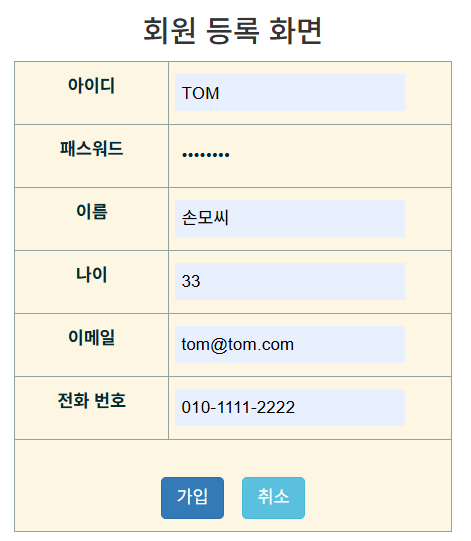 회원 등록 화면
아이디 TOM
패스워드 ••••••••
이름 손모씨
나이 33
이메일 tom@tom.com
전화 번호 010-1111-2222
가입 취소